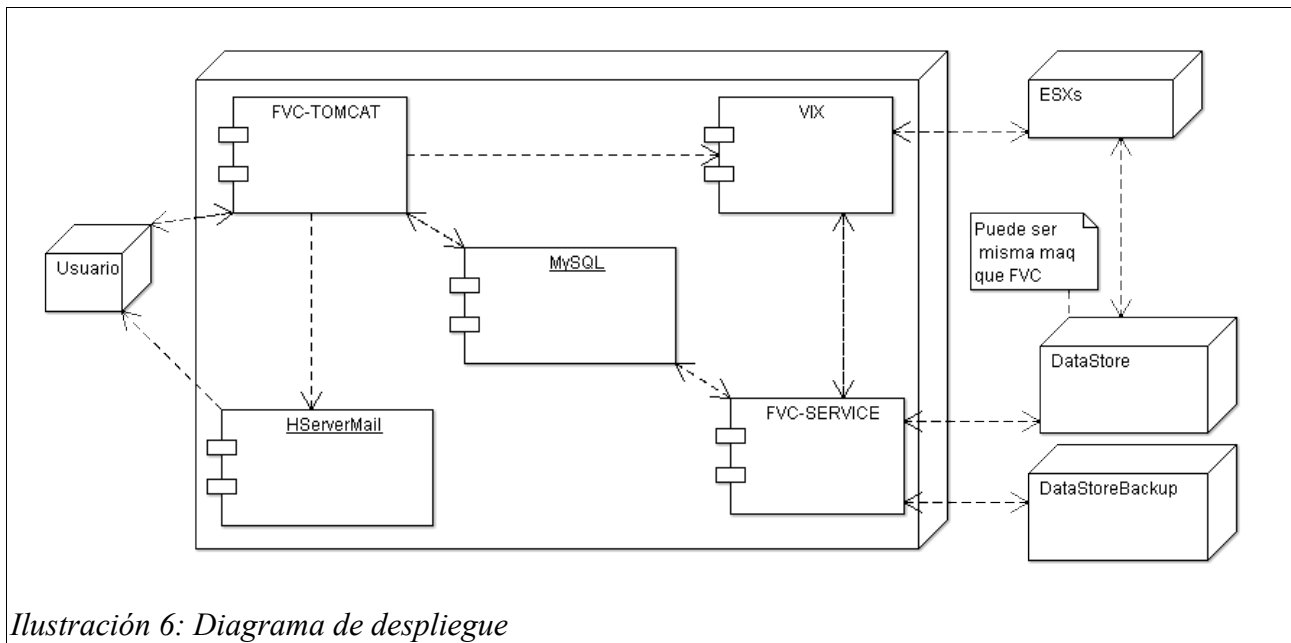 FVC-TOMCAT
VIX
ESXs
Usuario
MySQL
Puede ser
misma maq
que FVC
DataStore
HServerMail
FVC-SERVICE
DataStoreBackup
Ilustración 6: Diagrama de despliegue